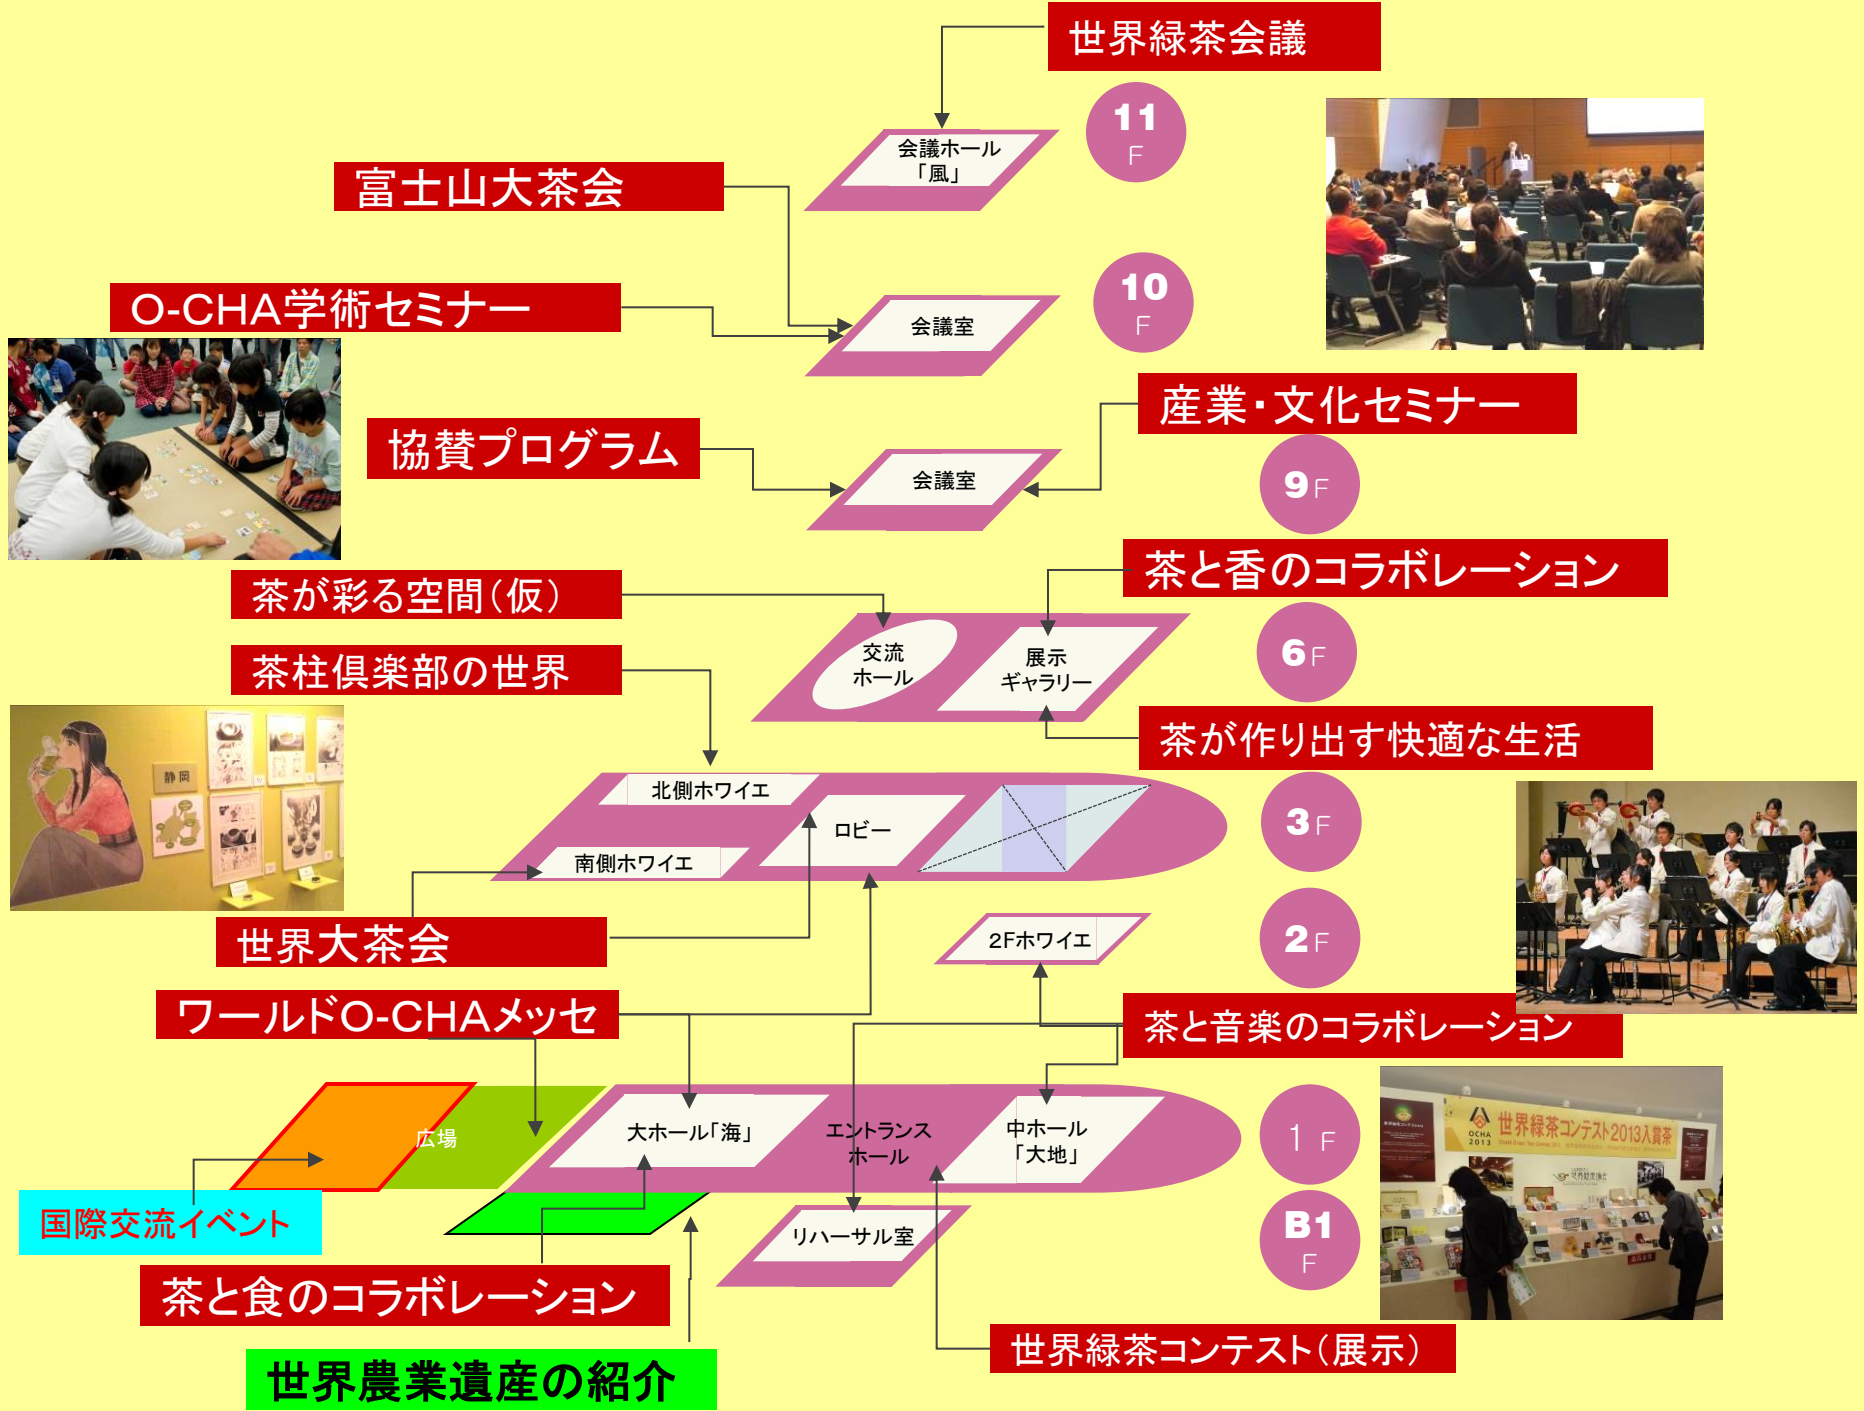 世界緑茶会議
11
F
会議ホール
「風」
富士山大茶会
10
F
O-CHA学術セミナー
会議室
産業・文化セミナー
協賛プログラム
9F
会議室
茶と香のコラボレーション
茶が彩る空間（仮）
6F
交流
ホール
展示
ギャラリー
茶柱倶楽部の世界
茶が作り出す快適な生活
静岡
北側ホワイエ
3F
ロビー
南側ホワイエ
世界大茶会
2Fホワイエ
2F
ワールドO-CHAメッセ
茶と音楽のコラボレーション
広場
大ホール「海」
エントランス
ホール
中ホール
「大地」
1F
OCHA
2013
世界緑茶コンテスト2013入賞茶
国際交流イベント
リハーサル室
B1
F
茶と食のコラボレーション
世界緑茶コンテスト（展示）
世界農業遺産の紹介